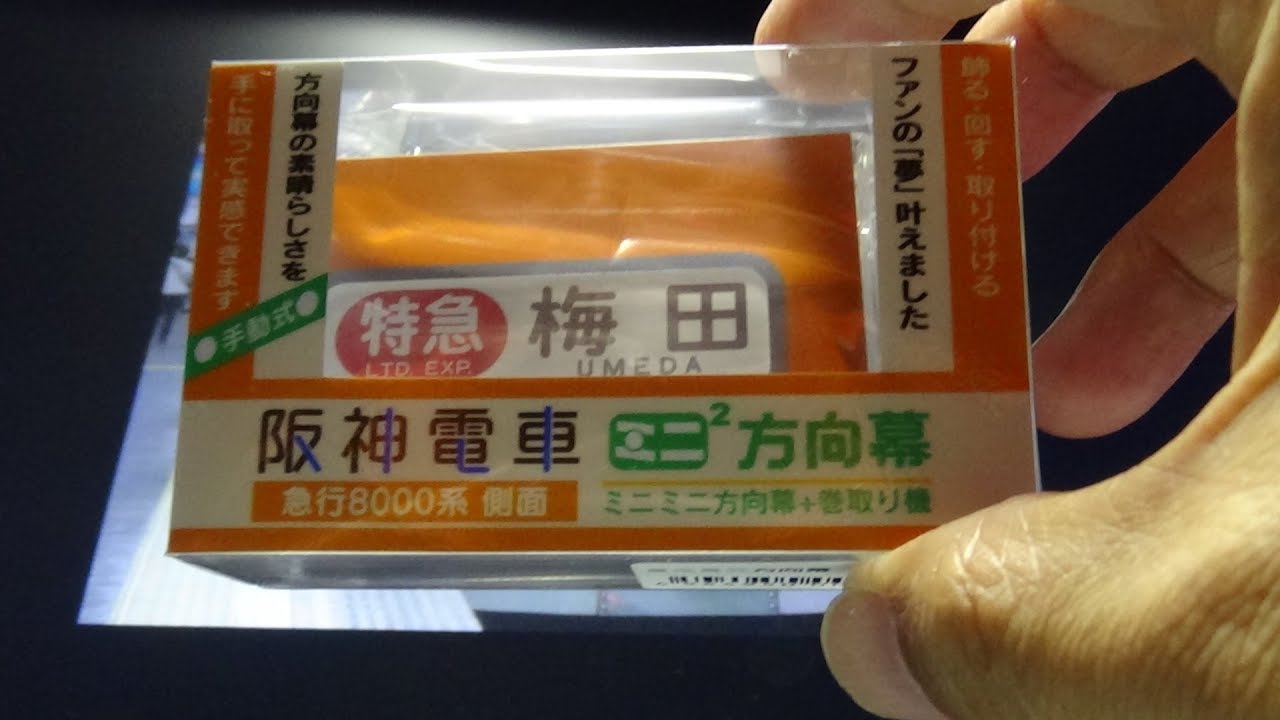 手に取って実感できます
方向幕の素晴らしさを
●手動式●
ファンの「夢」叶えました
飾る・回す・取り付ける
特急 梅田
LTD. EXP. UMEDA
阪神電車 ミニ² 方向幕
急行8000系 側面
ミニミニ方向幕+巻取り機